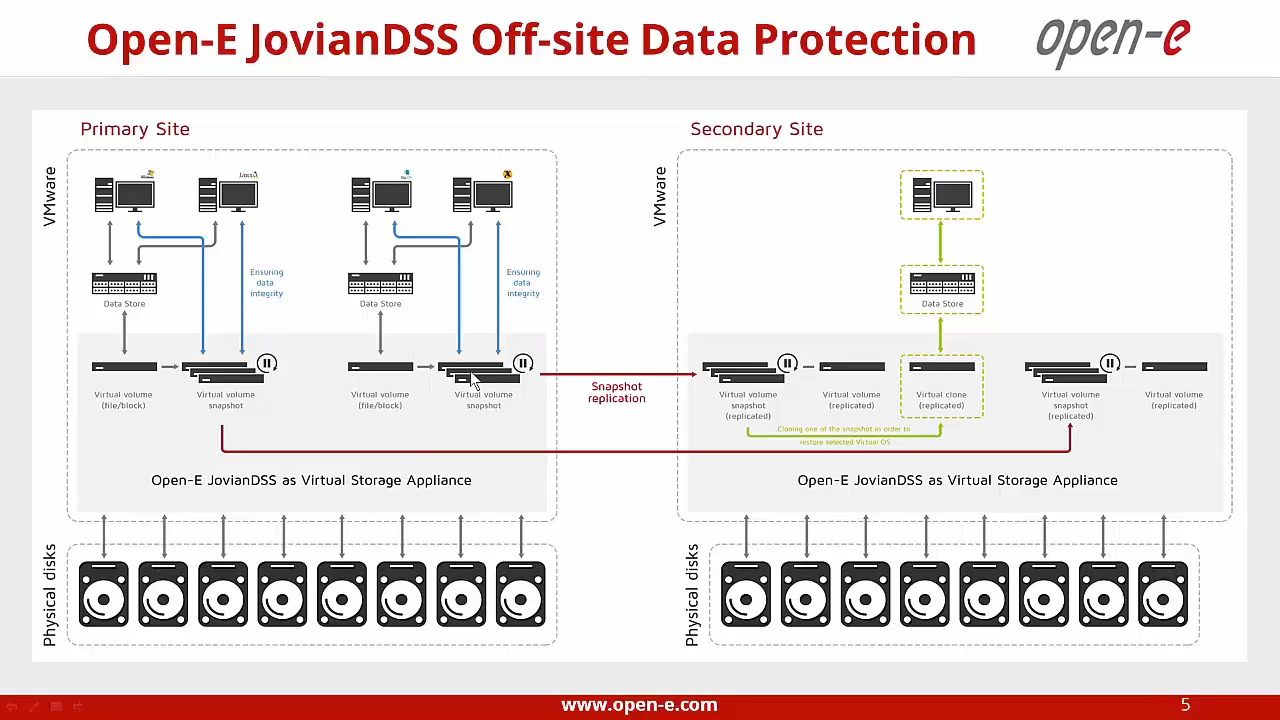 Open-E JovianDSS Off-site Data Protection
open-e
Primary Site
Secondary Site
VMware
VMware
Ensuring
data
integrity
Ensuring
data
integrity
Data Store
Data Store
Data Store
Virtual volume
(file/block)
Virtual volume
snapshot
Virtual volume
(file/block)
Virtual volume
snapshot
Snapshot
replication
Virtual volume
snapshot
(replicated)
Virtual volume
(replicated)
Virtual clone
(replicated)
Virtual volume
snapshot
(replicated)
Virtual volume
(replicated)
Cloning one of the snapshot in order to
restore selected Virtual OS
Open-E JovianDSS as Virtual Storage Appliance
Open-E JovianDSS as Virtual Storage Appliance
Physical disks
Physical disks
www.open-e.com
5